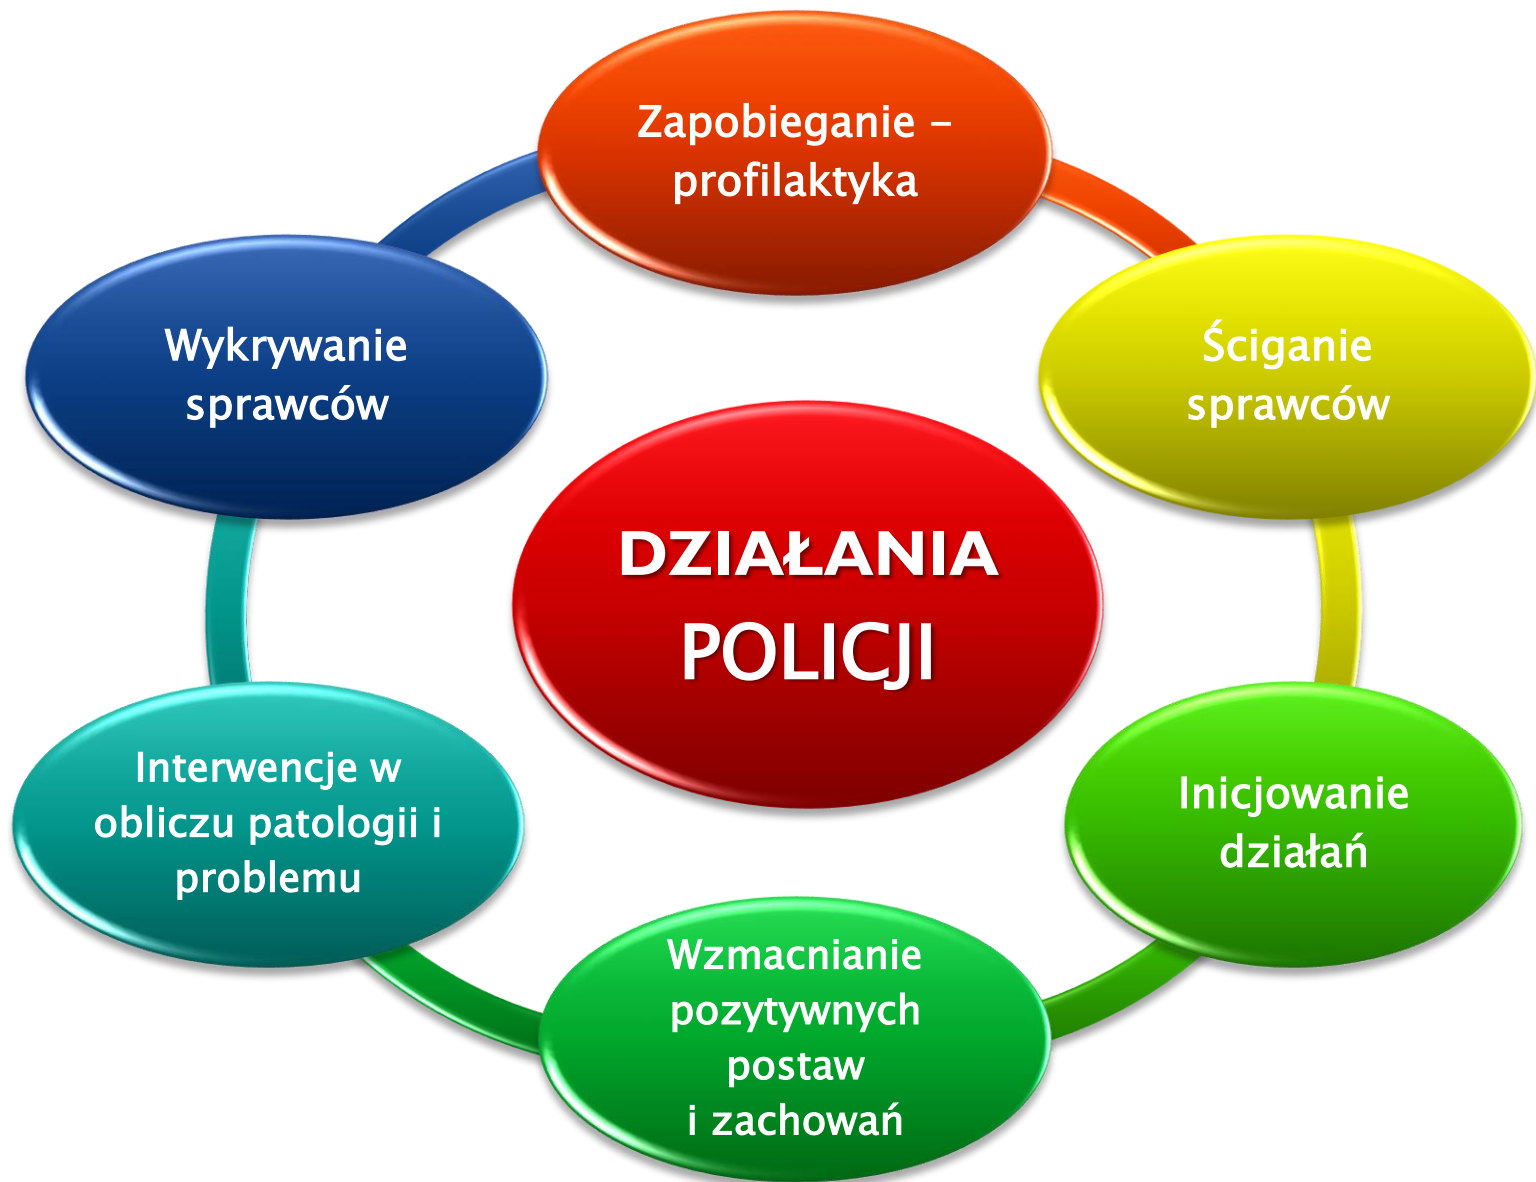 Zapobieganie –
profilaktyka
Ściganie
sprawców
Inicjowanie
działań
Wzmacnianie
pozytywnych
postaw
i zachowań
Interwencje w
obliczu patologii i
problemu
Wykrywanie
sprawców
DZIAŁANIA
POLICJI